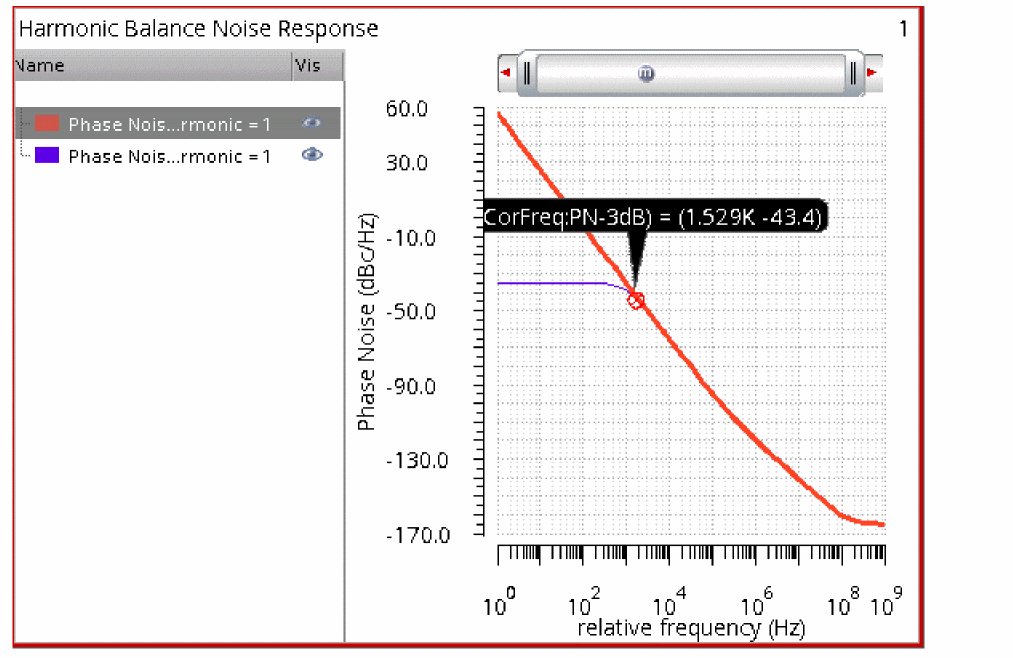 Harmonic Balance Noise Response
1
Name
Vis
Phase Nois...rmonic =1
Phase Nois...rmonic =1
m
60.0
30.0
CorFreq:PN-3dB) = (1.529K -43.4)
-10.0
-50.0
-90.0
-130.0
-170.0
Phase Noise (dBc/Hz)
10^0 10^2 10^4 10^6 10^8 10^9
relative frequency (Hz)